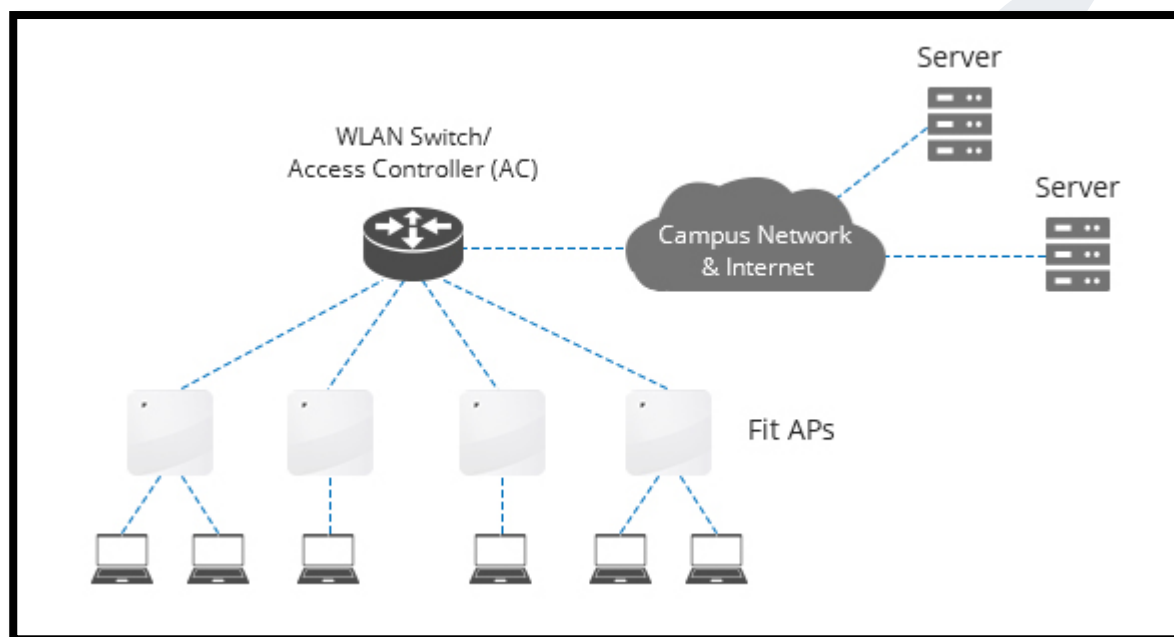 Server
WLAN Switch/
Access Controller (AC)
Server
Campus Network
& Internet
Fit APs